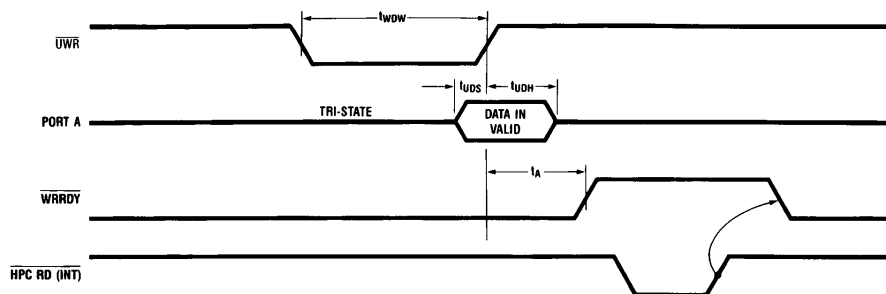 tWDW
UWR
tUDS
tUDH
TRI-STATE
PORT A
DATA IN
VALID
tA
WRRDY
HPC RD (INT)